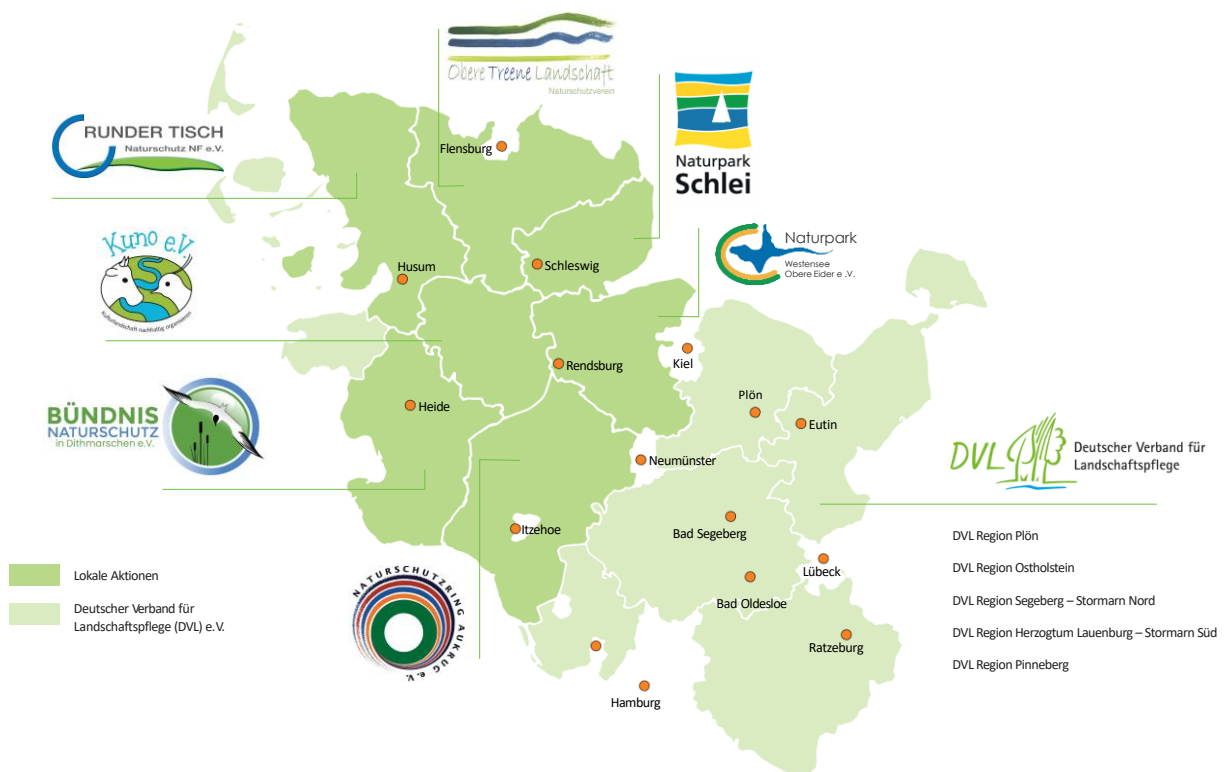 Obere Treene Landschaft
Naturschutzverein
RUNDER TISCH
Naturschutz NF e.V.
Naturpark
Schlei
Kuno e.V.
Kulturlandschaft nachhaltig organisieren
Naturpark
Westensee
Obere Eider e .V.
BÜNDNIS
NATURSCHUTZ
in Dithmarschen e.V.
NATURSCHUTZRING AUKRUG e.V.
DVL
Deutscher Verband für
Landschaftspflege
Flensburg
Schleswig
Husum
Rendsburg
Kiel
Plön
Eutin
Heide
Neumünster
Itzehoe
Bad Segeberg
Lübeck
Bad Oldesloe
Ratzeburg
Hamburg
Lokale Aktionen
Deutscher Verband für
Landschaftspflege (DVL) e.V.
DVL Region Plön
DVL Region Ostholstein
DVL Region Segeberg – Stormarn Nord
DVL Region Herzogtum Lauenburg – Stormarn Süd
DVL Region Pinneberg